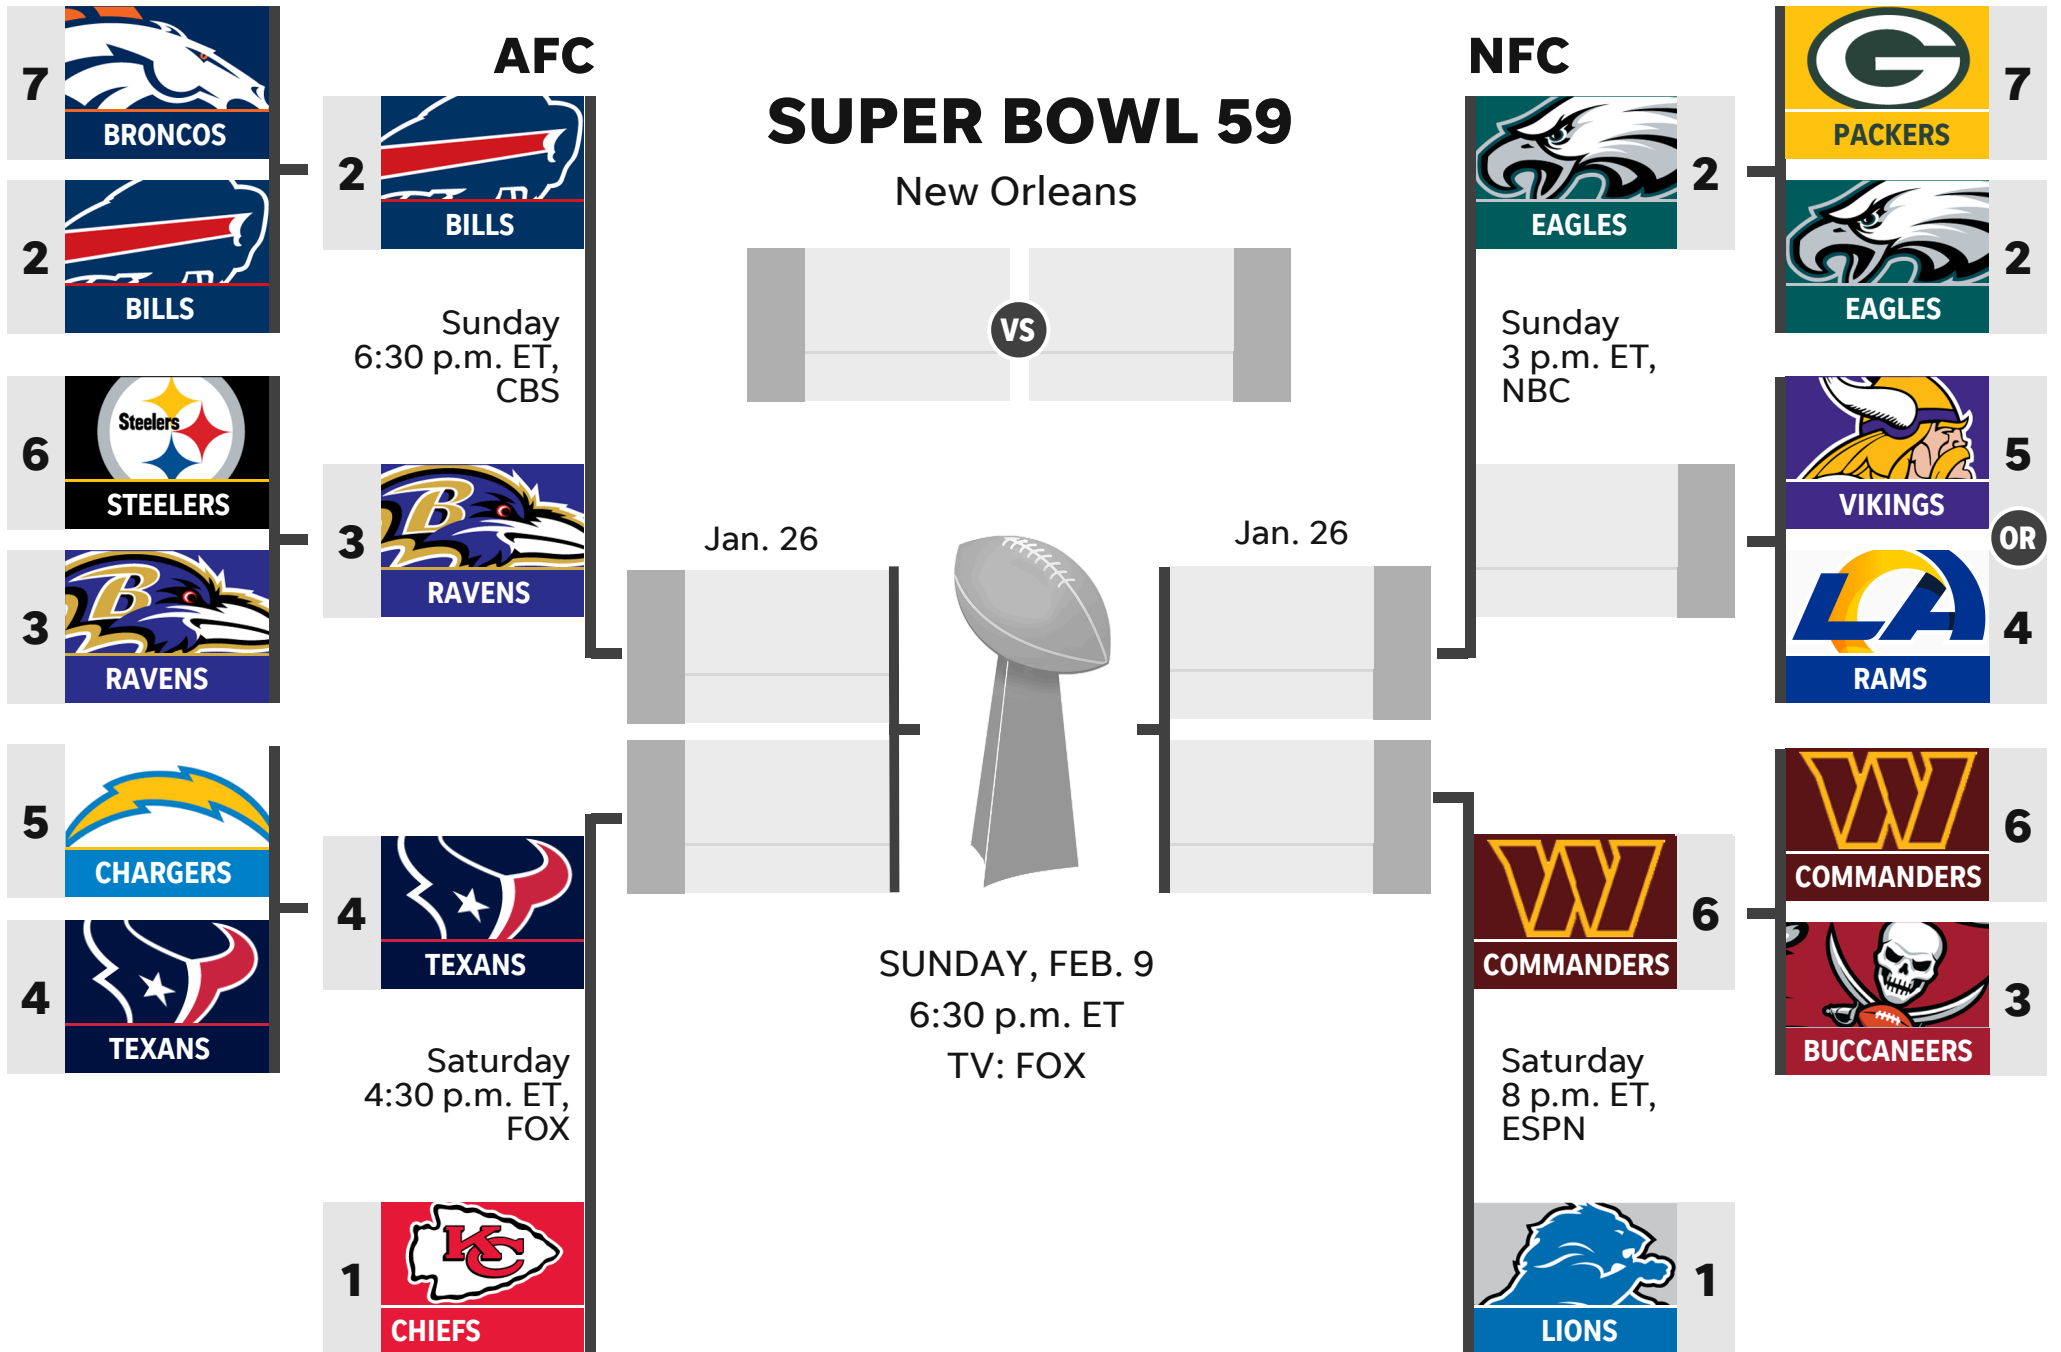 AFC
NFC
SUPER BOWL 59
New Orleans
VS
7
BRONCOS
2
BILLS
2
BILLS
Sunday
6:30 p.m. ET,
CBS
6
Steelers
STEELERS
3
RAVENS
3
B
RAVENS
B
5
CHARGERS
4
TEXANS
4
TEXANS
Saturday
4:30 p.m. ET,
FOX
1
KC
CHIEFS
Jan. 26
Jan. 26
SUNDAY, FEB. 9
6:30 p.m. ET
TV: FOX
EAGLES
2
Sunday
3 p.m. ET,
NBC
G
PACKERS
7
EAGLES
2
VIKINGS
5
OR
LA
RAMS
4
W
COMMANDERS
6
W
COMMANDERS
6
BUCCANEERS
3
Saturday
8 p.m. ET,
ESPN
LIONS
1